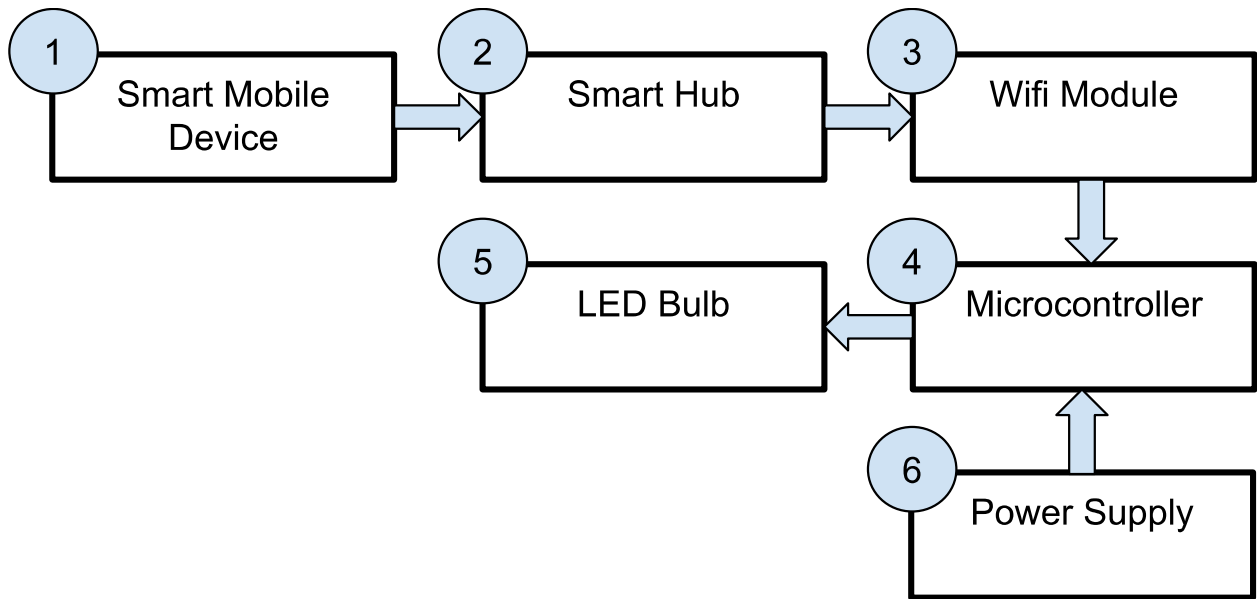 1
Smart Mobile
Device
2
Smart Hub
3
Wifi Module
5
LED Bulb
4
Microcontroller
6
Power Supply